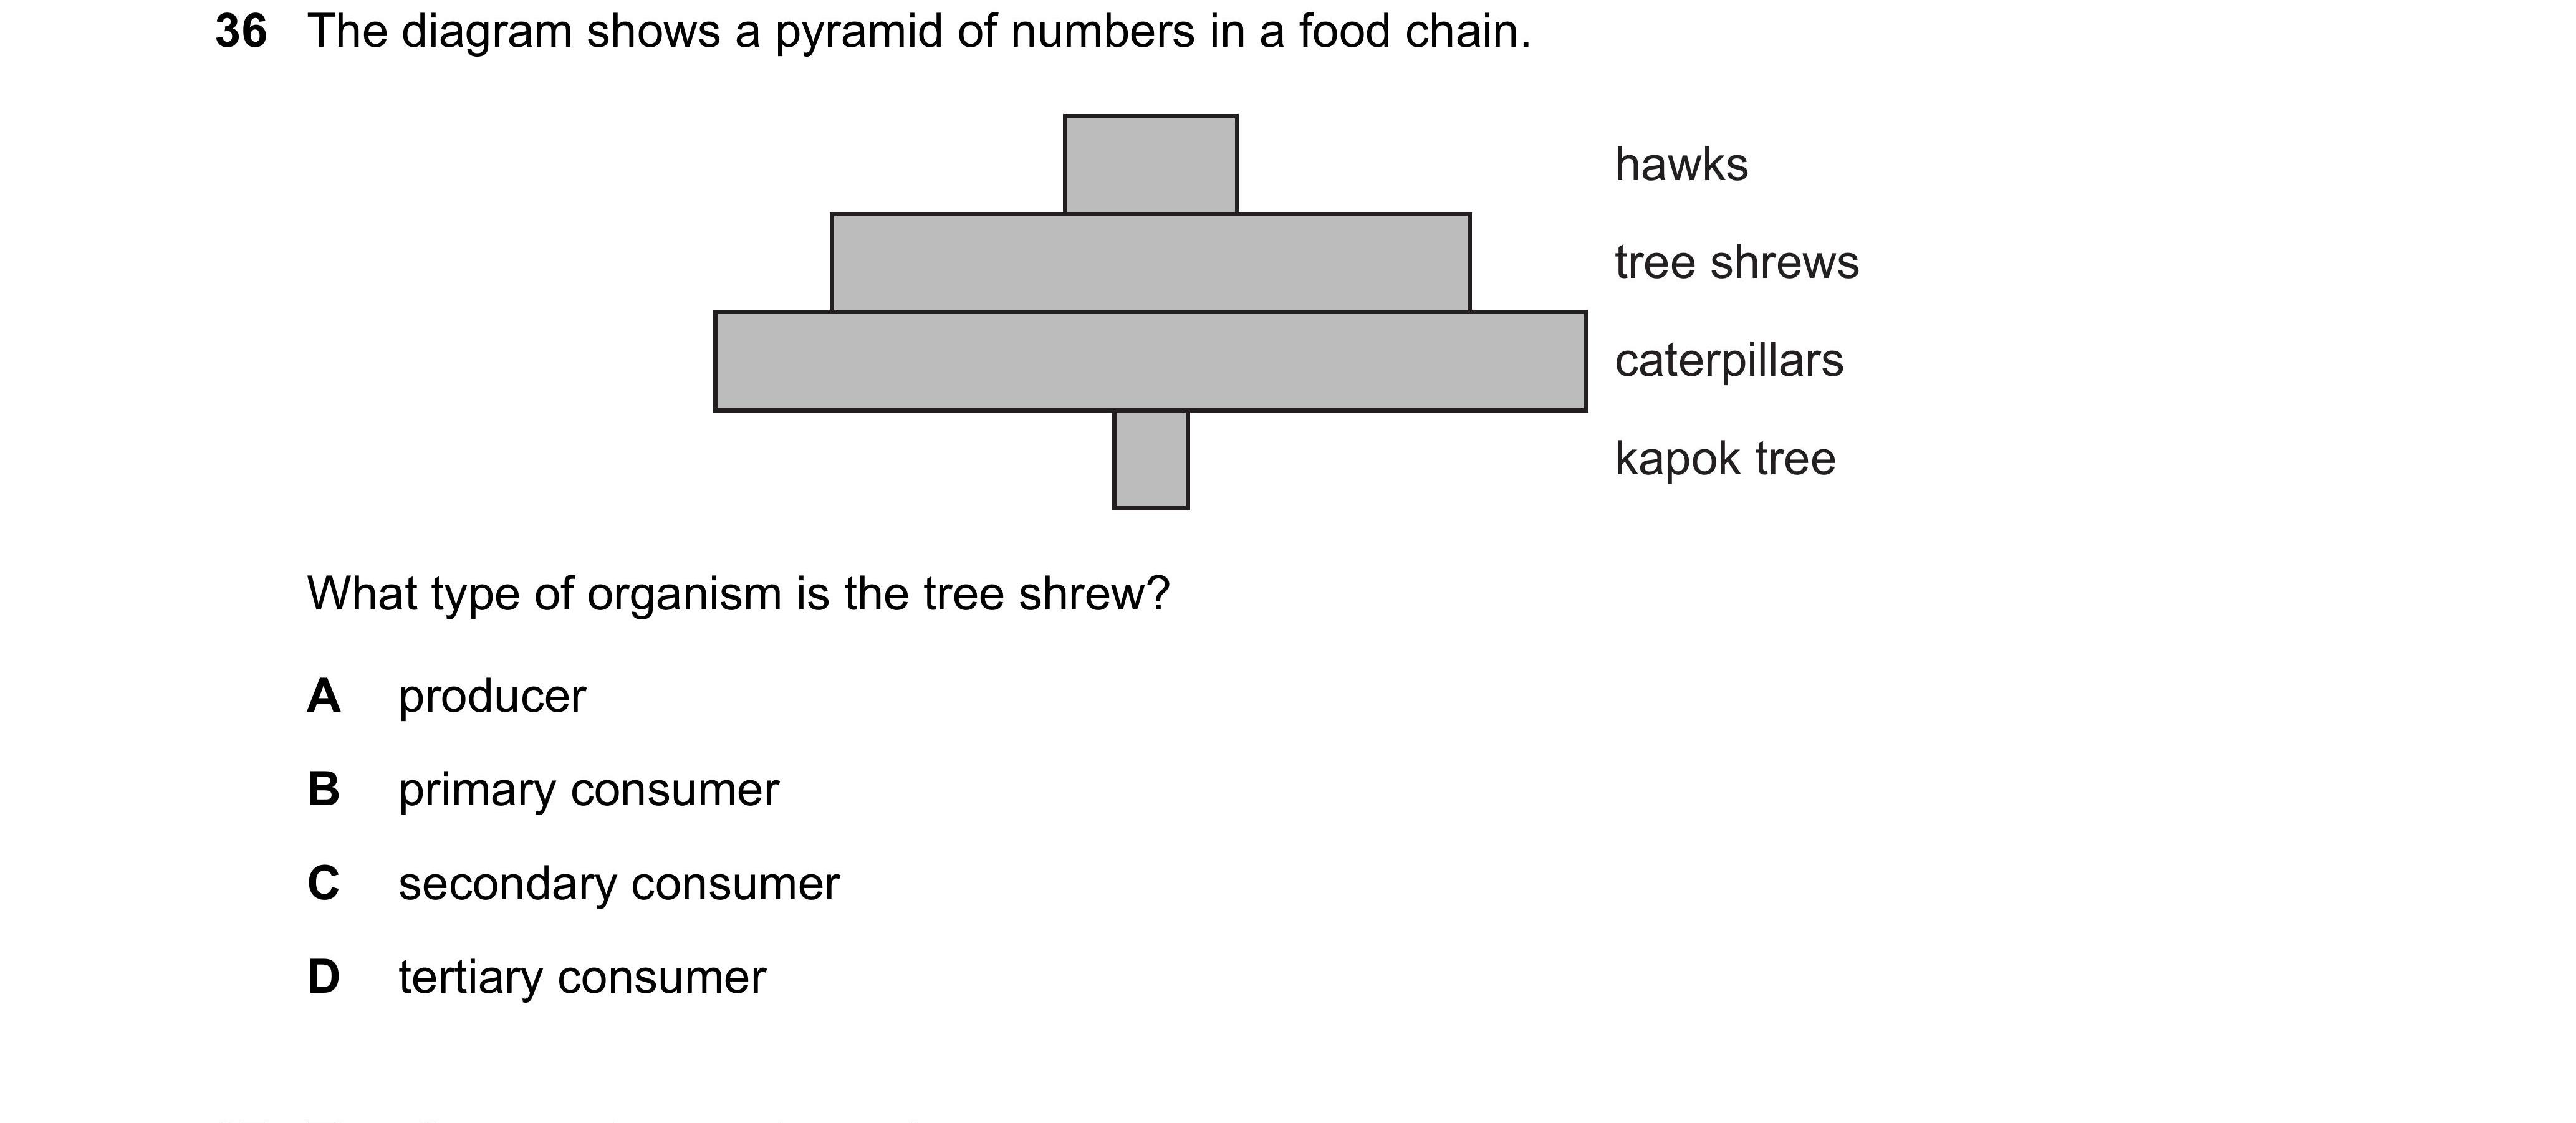 36 The diagram shows a pyramid of numbers in a food chain.
hawks
tree shrews
caterpillars
kapok tree
What type of organism is the tree shrew?
A producer
B primary consumer
C secondary consumer
D tertiary consumer